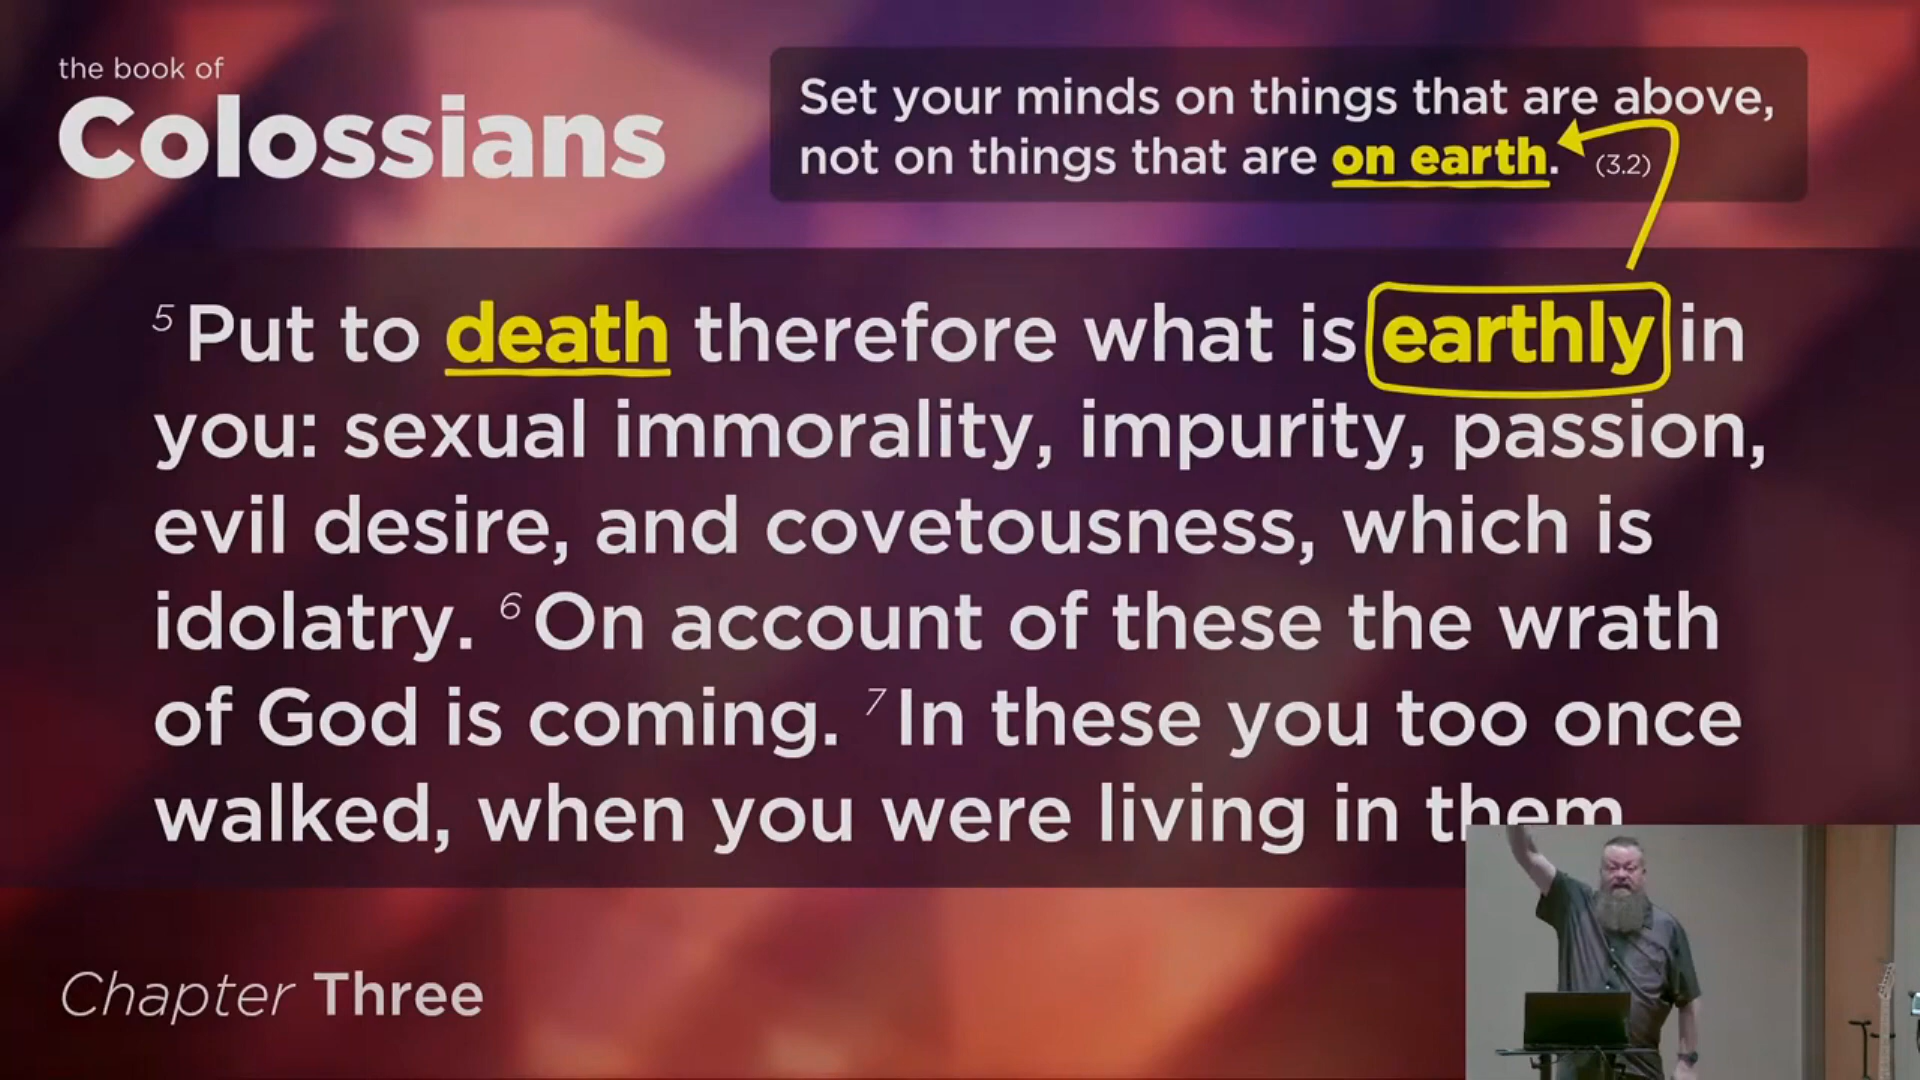 the book of
Colossians
Set your minds on things that are above,
not on things that are on earth. (3.2)
5 Put to death therefore what is earthly in
you: sexual immorality, impurity, passion,
evil desire, and covetousness, which is
idolatry. 6 On account of these the wrath
of God is coming. 7 In these you too once
walked, when you were living in them
Chapter Three